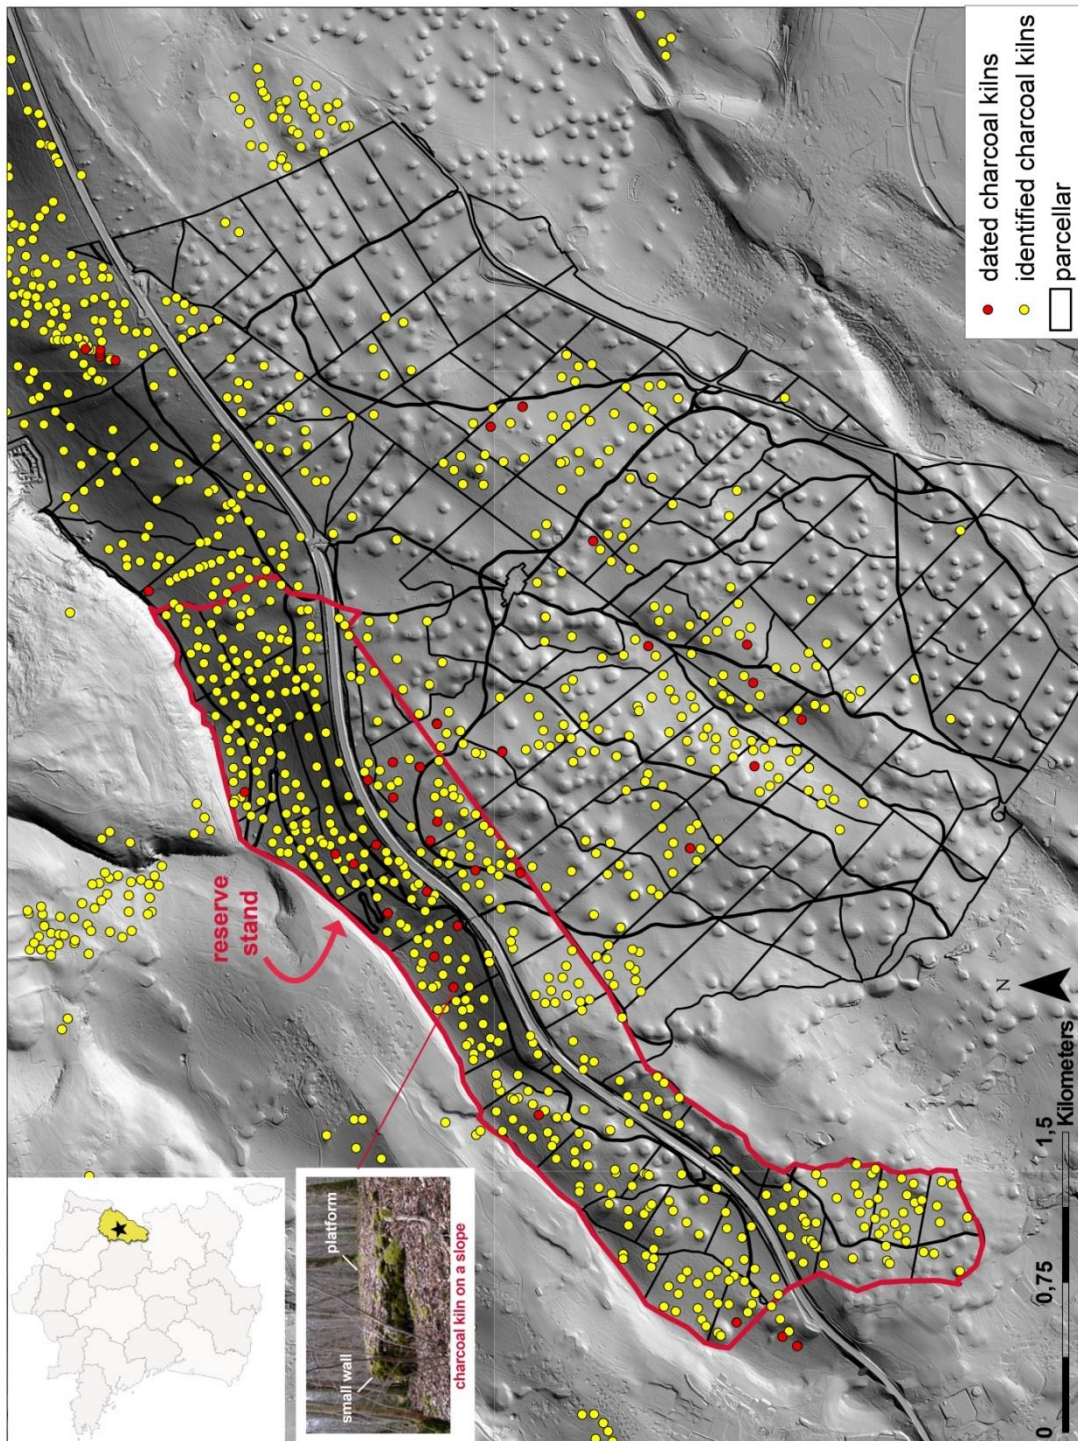 reserve
stand
platform
small wall
charcoal kiln on a slope
N
0
0,75
1,5
Kilometers
dated charcoal kilns
identified charcoal kilns
parcellar